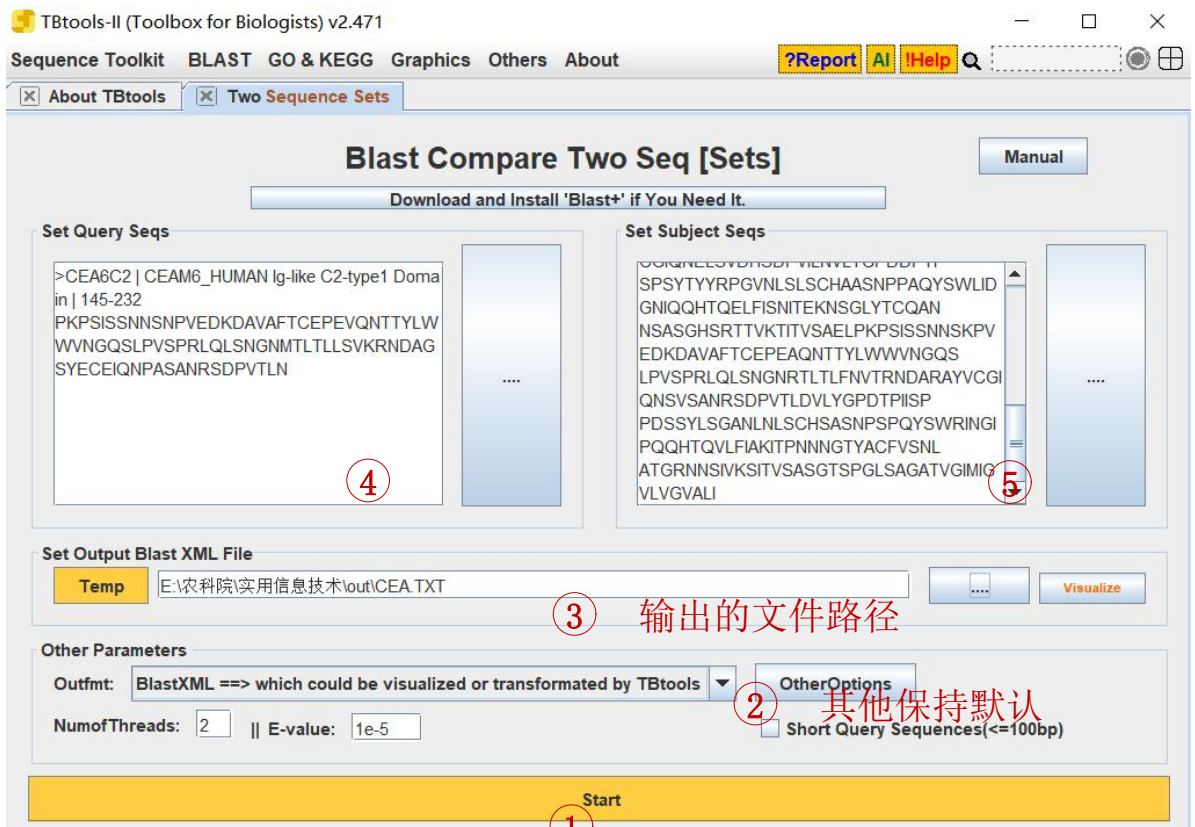 TBtools-II (Toolbox for Biologists) v2.471
Sequence Toolkit BLAST GO & KEGG Graphics Others About ?Report AI !Help
About TBtools Two Sequence Sets
Blast Compare Two Seq [Sets] Manual
Download and Install 'Blast+' if You Need It.
Set Query Seqs
>CEA6C2 | CEAM6_HUMAN Ig-like C2-type1 Doma
in | 145-232
PKPSISSNNSNPVEDKDAVAFTCEPEVQNTTYLW
WVNGQSLPVSPRLQLSNGNMTLTLLSVKRNDAG
SYECEIQNPASANRSDPVTLN
....
④
Set Subject Seqs
SPSYTYYRPGVNLSLSCHAASNPPAQYSWLID
GNIQQHTQELFISNITEKNSGLYTCQAN
NSASGHSRTTVKTITVSAELPKPSISSNNSKPV
EDKDAVAFTCEPEAQNTTYLWWVNGQS
LPVSPRLQLSNGNRTLTLFNVTRNDARAYVCGI
QNSVSANRSDPVTLDVLYGPDTPIISP
PDSSYLSGANLNLSCHSASNPSPQYSWRINGI
PQQHTQVLFIAKITPNNNGTYACFVSNL
ATGRNNSIVKSITVSASGTSPGLSAGATVGIMIG
VLVGVALI
....
⑤
Set Output Blast XML File
Temp E:\农科院\实用信息技术\out\CEA.TXT .... Visualize
③ 输出的文件路径
Other Parameters
Outfmt: BlastXML ==> which could be visualized or transformated by TBtools OtherOptions
② 其他保持默认
NumofThreads: 2 || E-value: 1e-5 Short Query Sequences(<=100bp)
Start
①